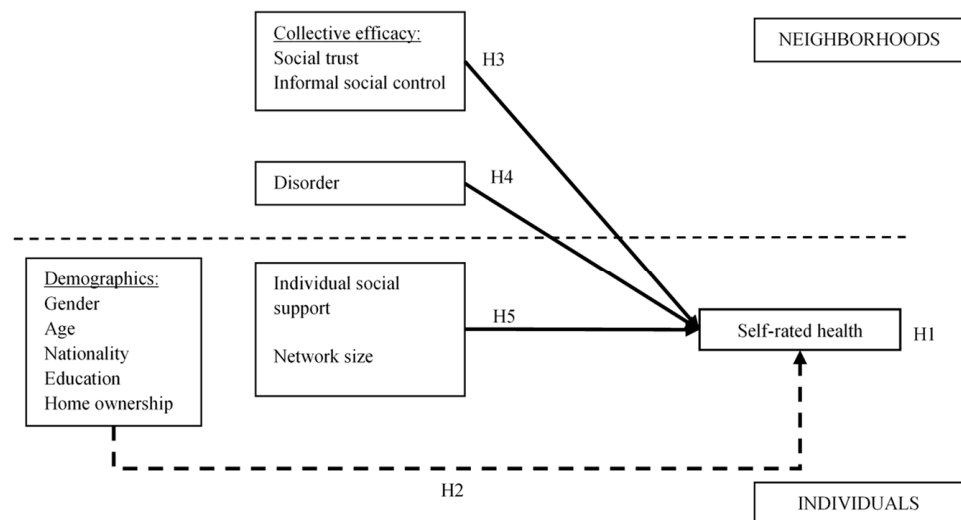 Collective efficacy:
Social trust
Informal social control
H3
NEIGHBORHOODS
Disorder
H4
Demographics:
Gender
Age
Nationality
Education
Home ownership
Individual social
support
Network size
H5
Self-rated health
H1
H2
INDIVIDUALS